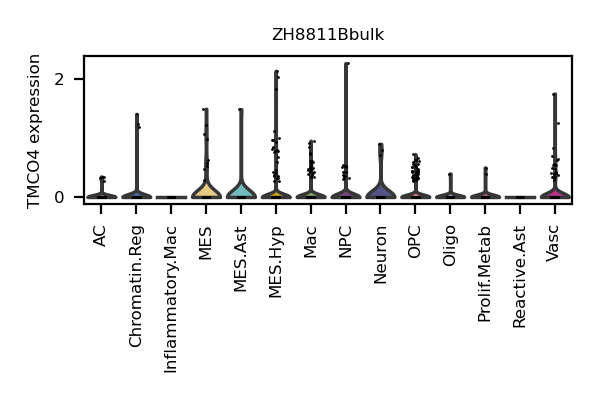 ZH8811Bbulk
TMCO4 expression
2
0
AC
Chromatin.Reg
Inflammatory.Mac
MES
MES.Ast
MES.Hyp
Mac
NPC
Neuron
OPC
Oligo
Prolif.Metab
Reactive.Ast
Vasc